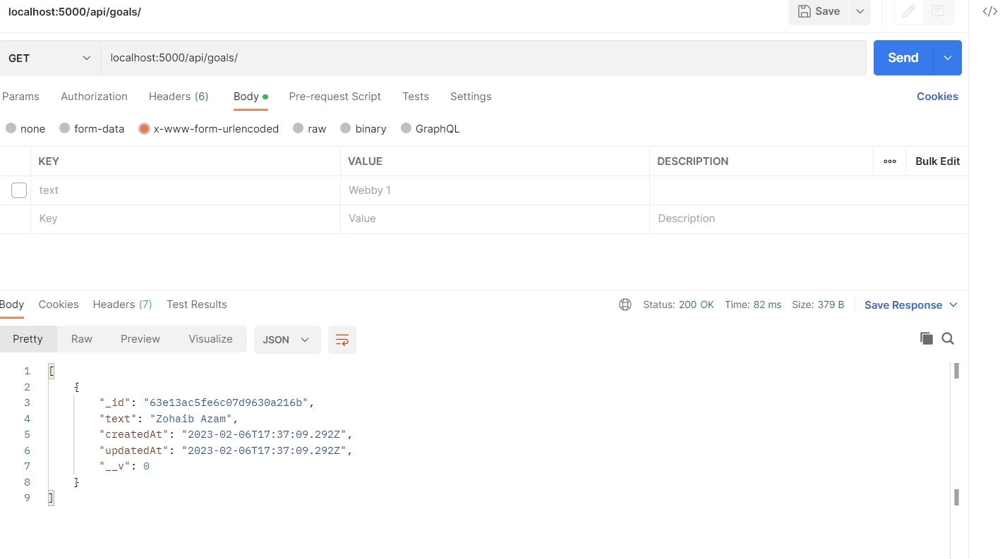 localhost:5000/api/goals/
Save
GET localhost:5000/api/goals/ Send
Params Authorization Headers (6) Body Pre-request Script Tests Settings Cookies
none form-data x-www-form-urlencoded raw binary GraphQL
KEY VALUE DESCRIPTION Bulk Edit
text Webby 1
Key Value Description
Body Cookies Headers (7) Test Results Status: 200 OK Time: 82 ms Size: 379 B Save Response
Pretty Raw Preview Visualize JSON
1 [
2 {
3 "_id": "63e13ac5fe6c07d9630a216b",
4 "text": "Zohaib Azam",
5 "createdAt": "2023-02-06T17:37:09.292Z",
6 "updatedAt": "2023-02-06T17:37:09.292Z",
7 "__v": 0
8 }
9 ]